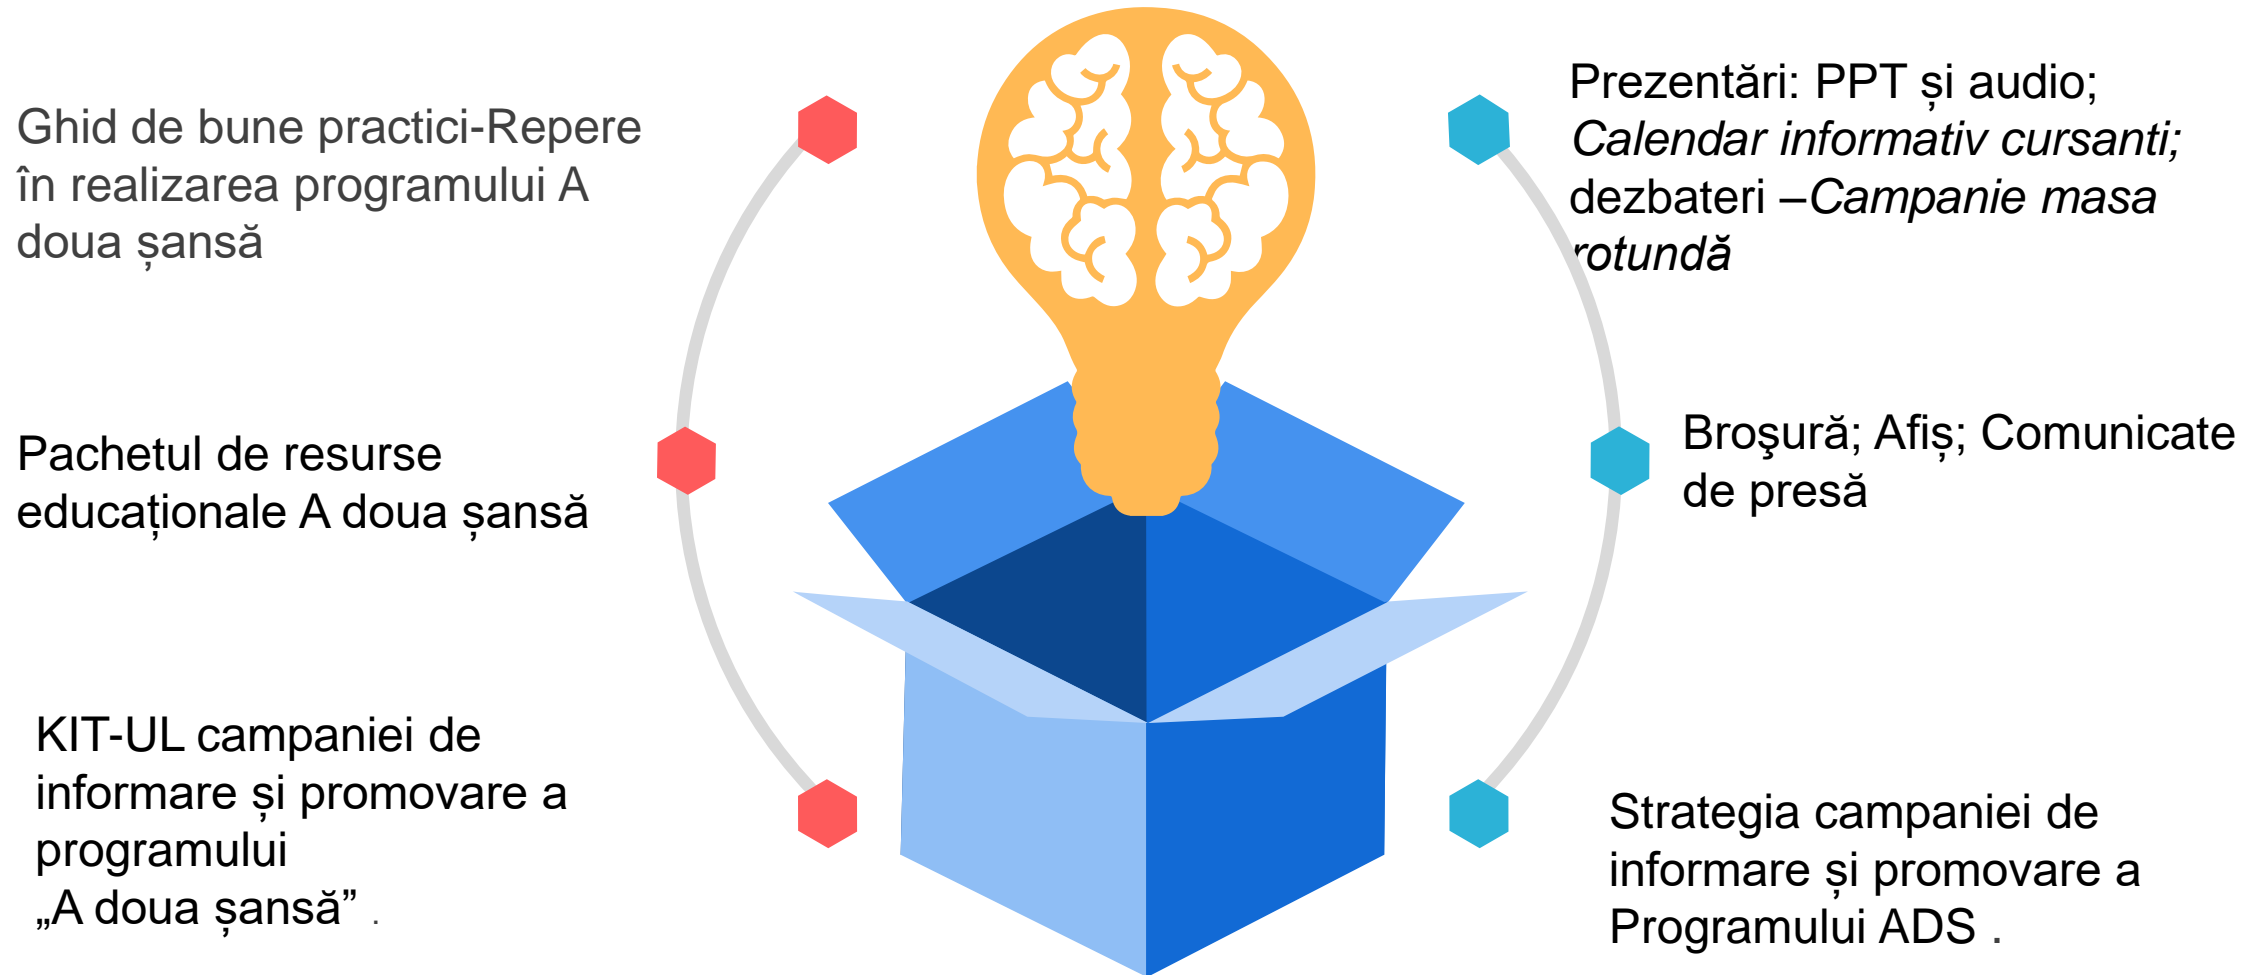 Ghid de bune practici-Repere
în realizarea programului A
doua șansă
Pachetul de resurse
educaționale A doua șansă
KIT-UL campaniei de
informare și promovare a
programului
„A doua șansă” .
Prezentări: PPT și audio;
Calendar informativ cursanti;
dezbateri –Campanie masa
rotundă
Broşură; Afiș; Comunicate
de presă
Strategia campaniei de
informare și promovare a
Programului ADS .